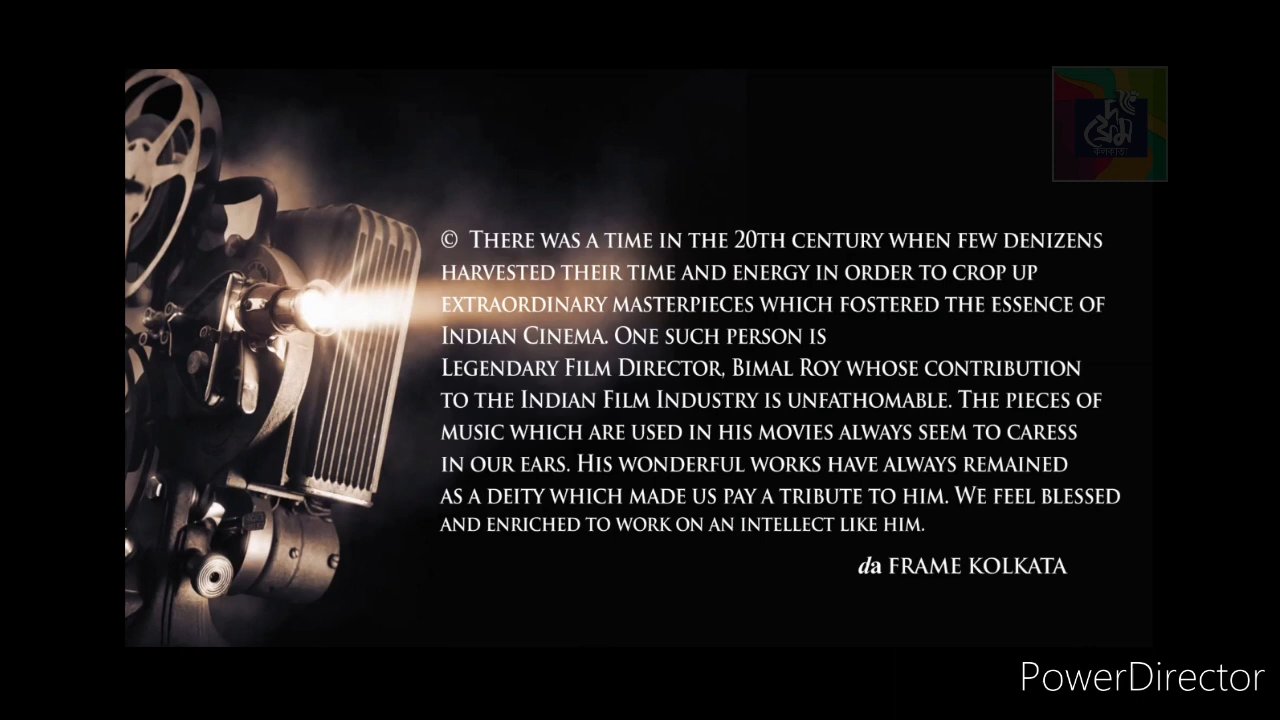 দ্য ফ্রেম
কলকাতা
© There was a time in the 20th century when few denizens
harvested their time and energy in order to crop up
extraordinary masterpieces which fostered the essence of
Indian Cinema. One such person is
Legendary Film Director, Bimal Roy whose contribution
to the Indian Film Industry is unfathomable. The pieces of
music which are used in his movies always seem to caress
in our ears. His wonderful works have always remained
as a deity which made us pay a tribute to him. We feel blessed
and enriched to work on an intellect like him.
da FRAME KOLKATA
PowerDirector